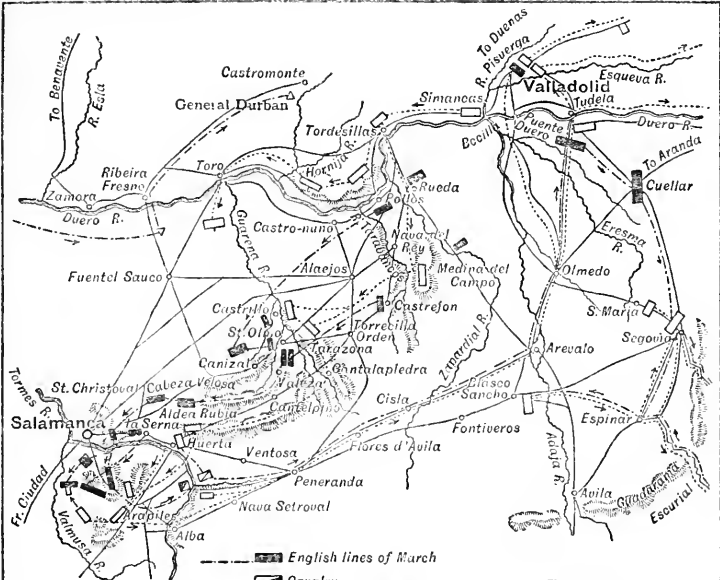 To Duenas
R. Pisuerga
Esqueva R.
To Benavente
R. Esla
Castromonte
General Durban
Simancas
Valladolid
Tudela
Puente
Duero
Duero R.
Tordesillas
Hornija R.
To Aranda
Cuellar
Ribeira
Fresno
Toro
Zamora
Duero R.
Rueda
Pollos
Castro-nuño
Guarena R.
Nava del
Rey
Medina del
Campo
Eresma
R.
Olmedo
Fuentel Sauco
Alaejos
Castrejon
Castrillo
S. Maria
Segovia
Torrecilla
Orden
Tarazona
Zapardial R.
Arevalo
Canizal
Cantalapiedra
Valeza
St. Christoval
Cabeza Velosa
Aldea Rubia
Cantelpino
Cisla
Blasco
Sancho
Tormes R.
Salamanca
la Serna
Huerta
Ventosa
Flores d'Avila
Fontiveros
Espinar
Adaja R.
Peneranda
Avila
Guadarama
Escurial
Fr. Ciudad
Valmusa R.
Arapiles
Nava Setroval
Alba
English lines of March